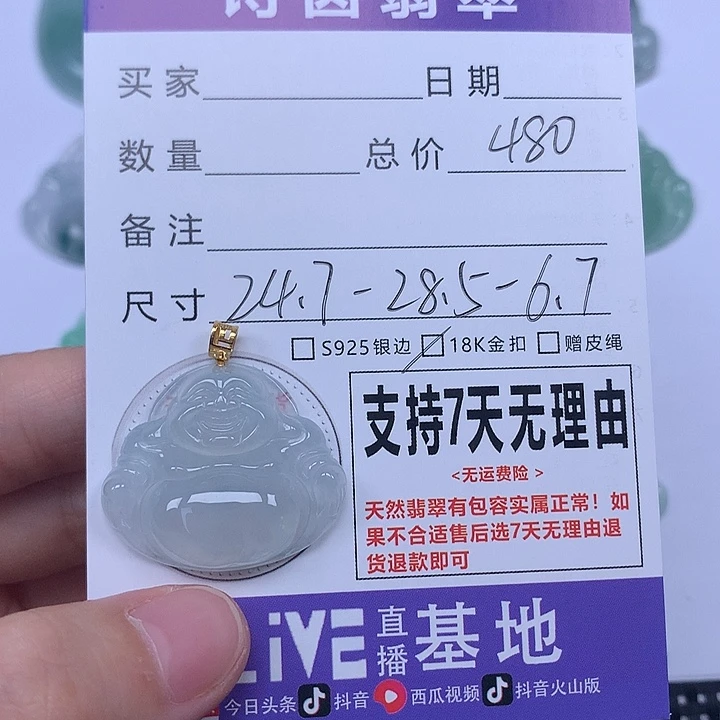 诗茵翡翠
买家 日期
数量 总价 480
备注
尺寸 24.7-28.5-6.7
S925银边 18K金扣 赠皮绳
支持7天无理由
<无运费险>
天然翡翠有包容实属正常！如
果不合适售后选7天无理由退
货退款即可
LiVE 直播 基地
今日头条 抖音 西瓜视频 抖音火山版